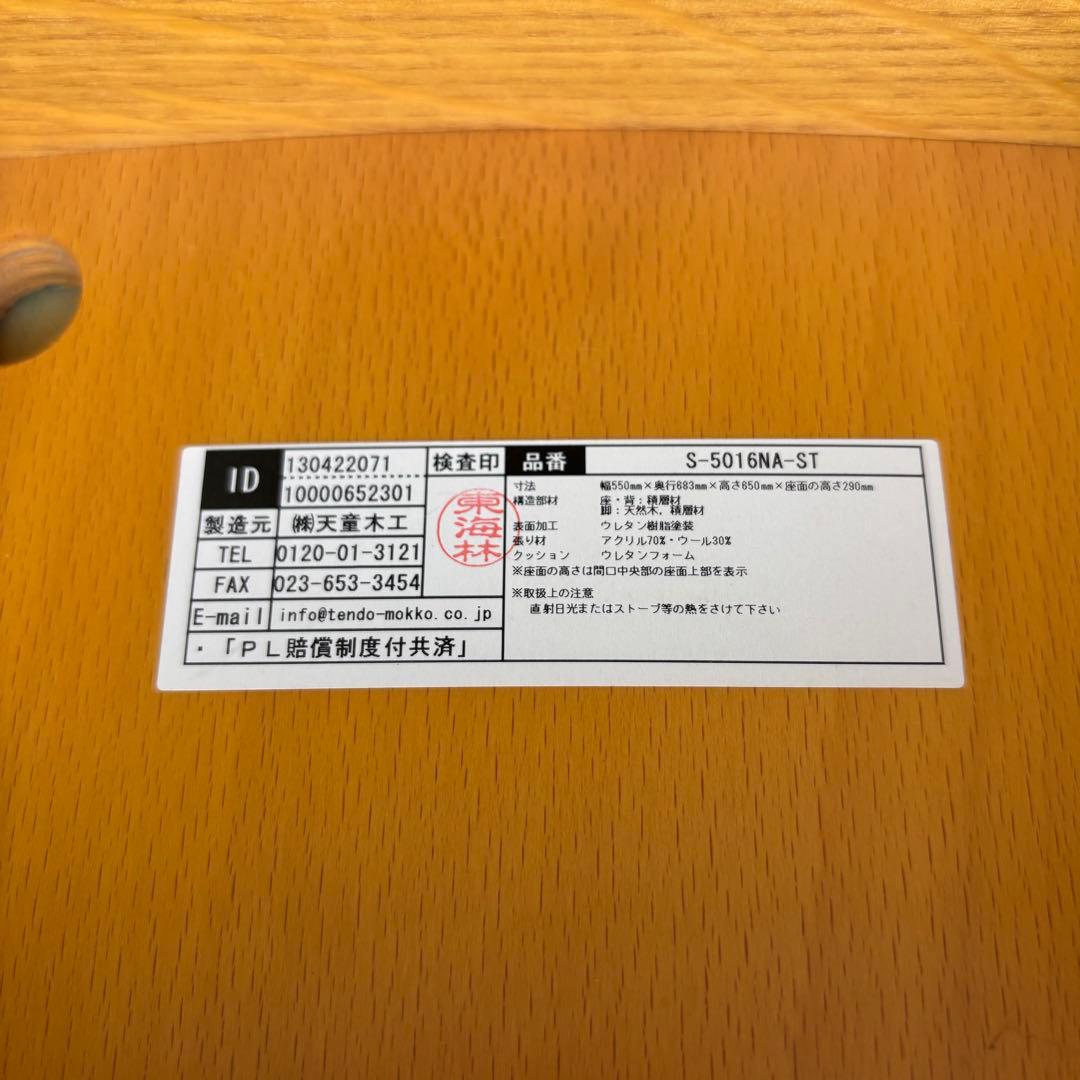 ID
130422071
10000652301
検査印
製造元
㈱天童木工
東海林
TEL
0120-01-3121
FAX
023-653-3454
E-mail
info@tendo-mokko.co.jp
・「PL賠償制度付共済」
品番
S-5016NA-ST
寸法 幅550mm×奥行683mm×高さ650mm×座面の高さ290mm
構造部材 座・背：積層材
脚：天然木，積層材
表面加工 ウレタン樹脂塗装
張り材 アクリル70%・ウール30%
クッション ウレタンフォーム
※座面の高さは間口中央部の座面上部を表示
※取扱上の注意
直射日光またはストーブ等の熱をさけて下さい